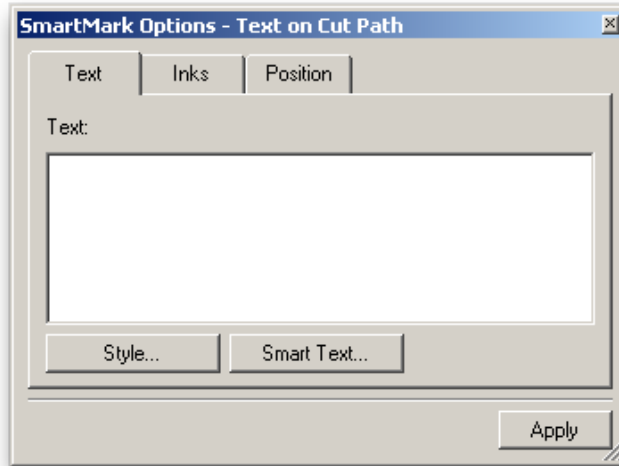 SmartMark Options - Text on Cut Path
Text Inks Position
Text:
Style... Smart Text...
Apply